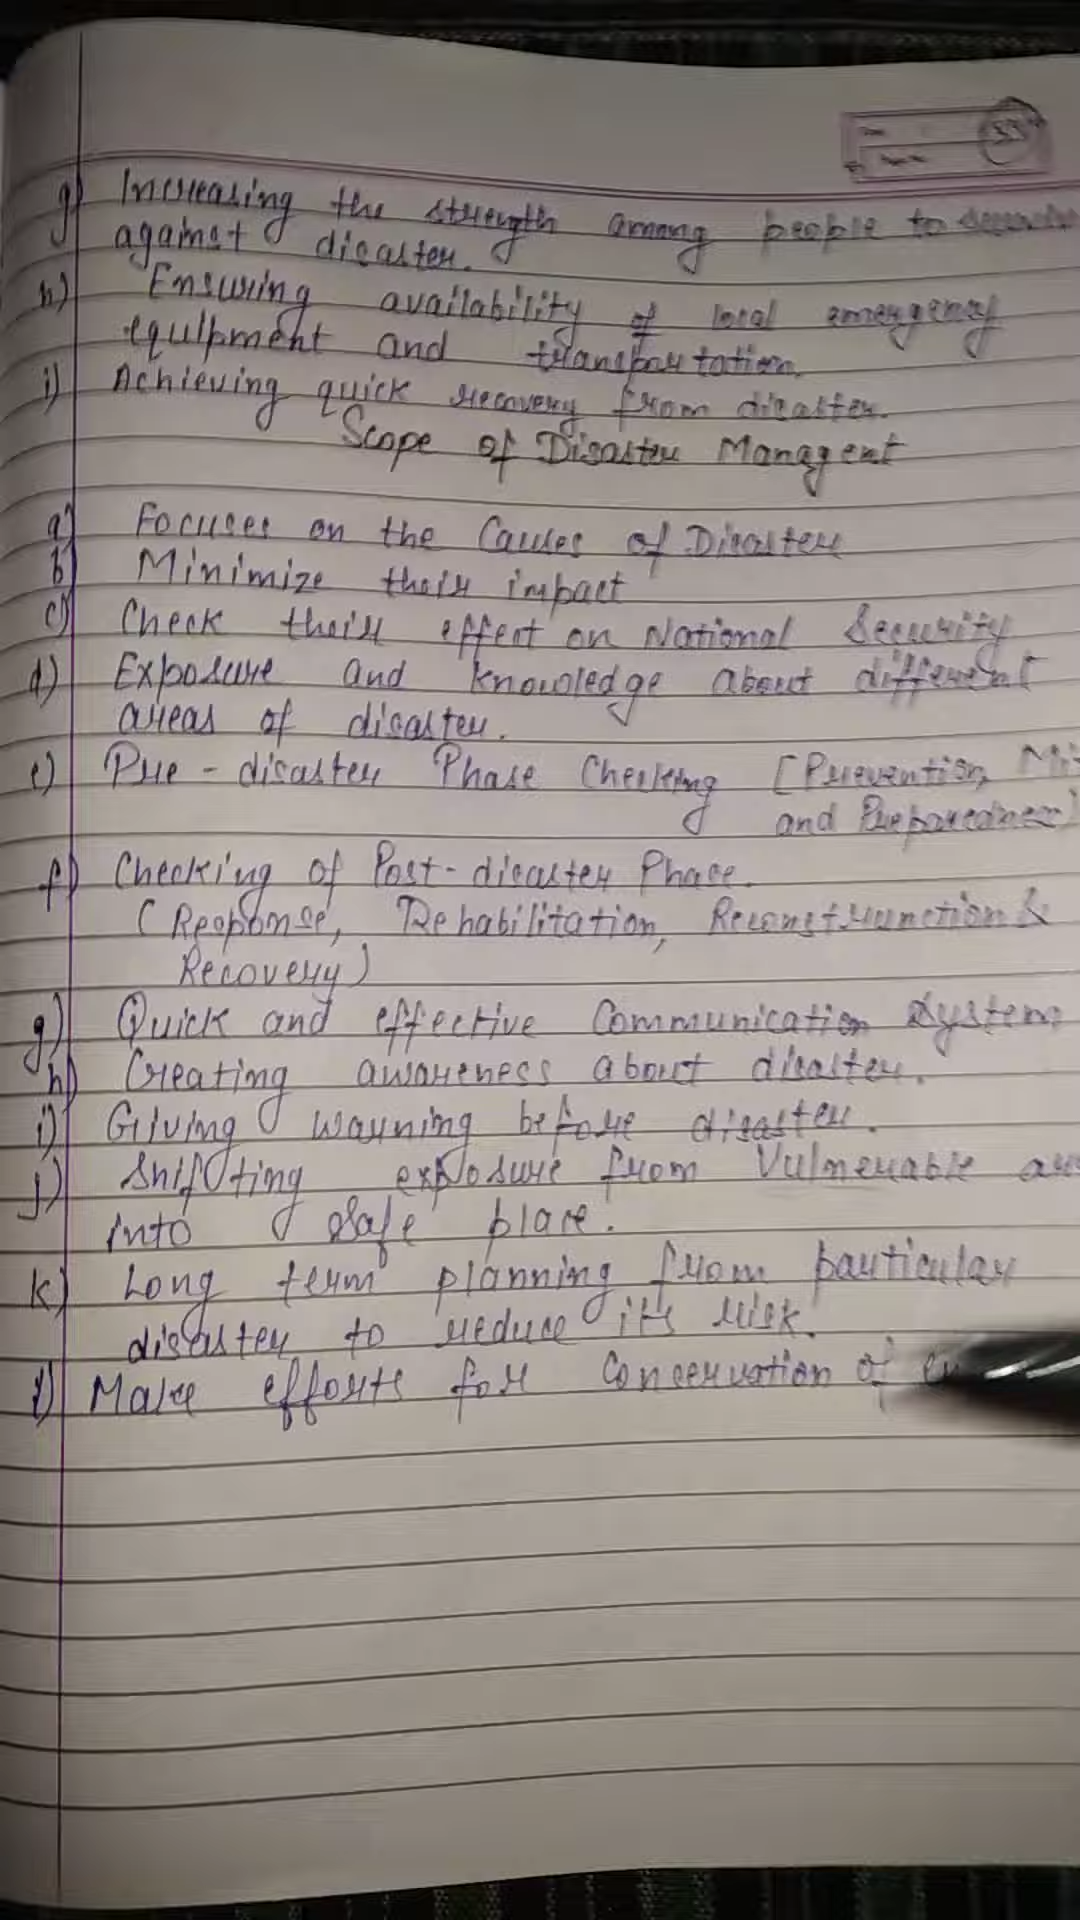 g) Increasing the strength among people to
against disaster.
h) Ensuring availability of local emergency
equipment and transportation.
i) Achieving quick recovery from disaster.
Scope of Disaster Managent
a) Focuses on the Causes of Disaster
b) Minimize their impact
c) Check their effect on National Security
d) Exposure and knowledge about different
areas of disaster.
e) Pre-disaster Phase Checking [Prevention, Mit
and Preparedness]
f) Checking of Post-disaster Phase.
(Response, Rehabilitation, Reconstruction &
Recovery)
g) Quick and effective Communication System
h) Creating awareness about disaster.
i) Giving warning before disaster.
j) Shifting exposure from Vulnerable
into safe place.
k) Long term planning from particular
disaster to reduce it's risk.
l) Make efforts for Conservation of